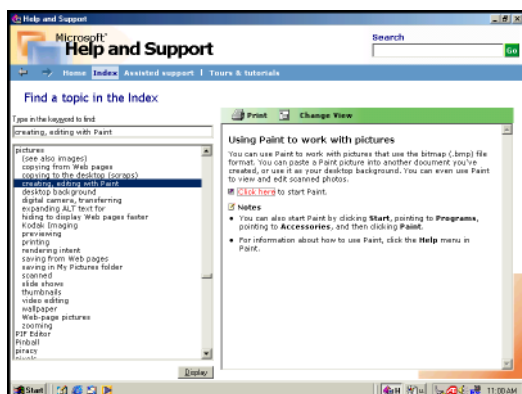 Help and Support
Microsoft
Help and Support
Search
Go
Home Index Assisted support Tours & tutorials
Find a topic in the Index
Type in the keyword to find:
creating, editing with Paint
pictures
(see also images)
copying from Web pages
copying to the desktop (scraps)
creating, editing with Paint
desktop background
digital camera, transferring
expanding ALT text for
hiding to display Web pages faster
Kodak Imaging
previewing
printing
rendering intent
saving from Web pages
saving in My Pictures folder
scanned
slide shows
thumbnails
video editing
wallpaper
Web-page pictures
zooming
PIF Editor
Pinball
piracy
pixels
Display
Print Change View
Using Paint to work with pictures
You can use Paint to work with pictures that use the bitmap (.bmp) file
format. You can paste a Paint picture into another document you've
created, or use it as your desktop background. You can even use Paint
to view and edit scanned photos.
Click here to start Paint.
Notes
• You can also start Paint by clicking Start, pointing to Programs,
pointing to Accessories, and then clicking Paint.
• For information about how to use Paint, click the Help menu in
Paint.
Start
11:00 AM